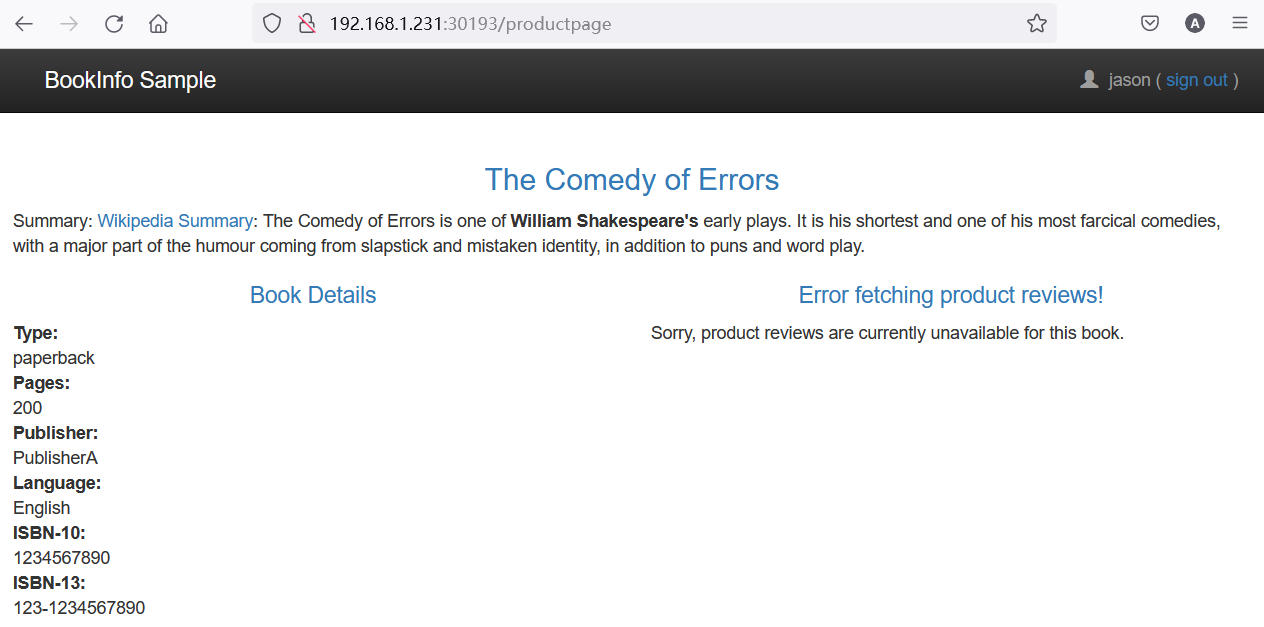 192.168.1.231:30193/productpage
A
BookInfo Sample
jason ( sign out )
The Comedy of Errors
Summary: Wikipedia Summary: The Comedy of Errors is one of William Shakespeare's early plays. It is his shortest and one of his most farcical comedies,
with a major part of the humour coming from slapstick and mistaken identity, in addition to puns and word play.
Book Details
Type:
paperback
Pages:
200
Publisher:
PublisherA
Language:
English
ISBN-10:
1234567890
ISBN-13:
123-1234567890
Error fetching product reviews!
Sorry, product reviews are currently unavailable for this book.